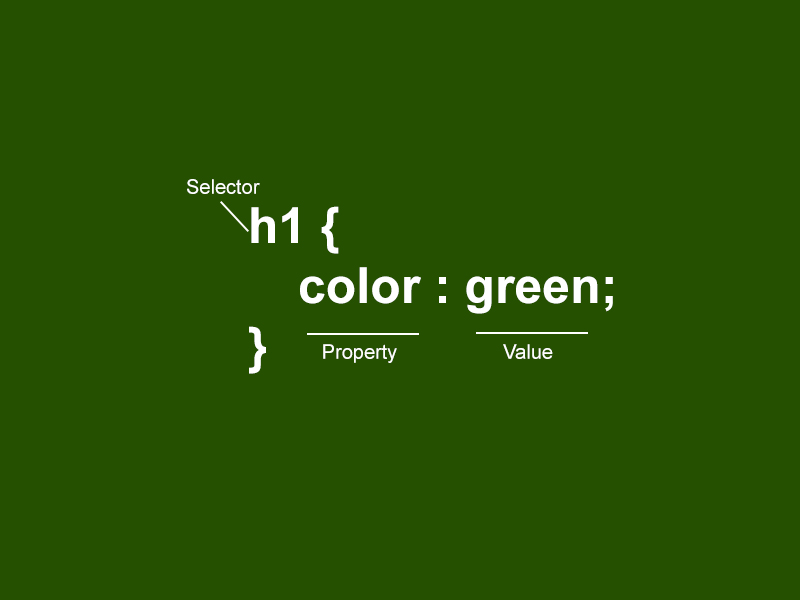 Selector
h1 {
color : green;
}
Property Value